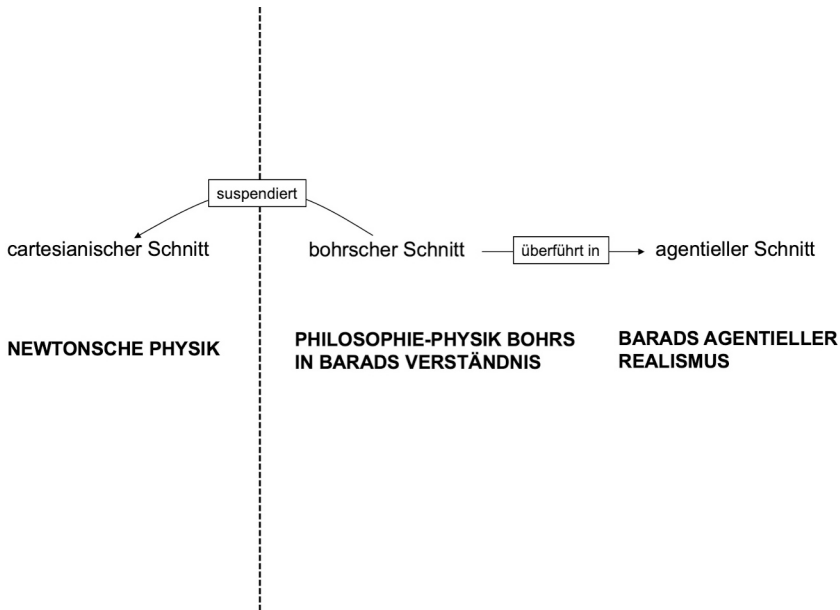 suspendiert
cartesianischer Schnitt
bohrscher Schnitt
überführt in
agentieller Schnitt
NEWTONSCHE PHYSIK
PHILOSOPHIE-PHYSIK BOHRS
IN BARADS VERSTÄNDNIS
BARADS AGENTIELLER
REALISMUS